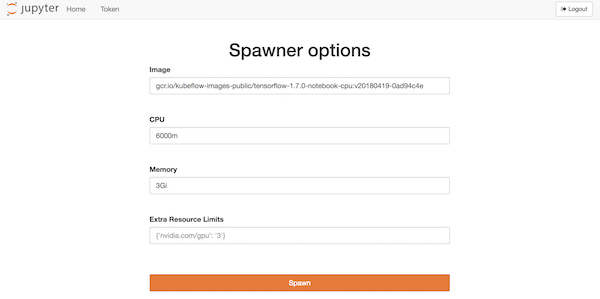 jupyter Home Token Logout
Spawner options
Image
gcr.io/kubeflow-images-public/tensorflow-1.7.0-notebook-cpu:v20180419-0ad94c4e
CPU
6000m
Memory
3Gi
Extra Resource Limits
{'nvidia.com/gpu': '3'}
Spawn